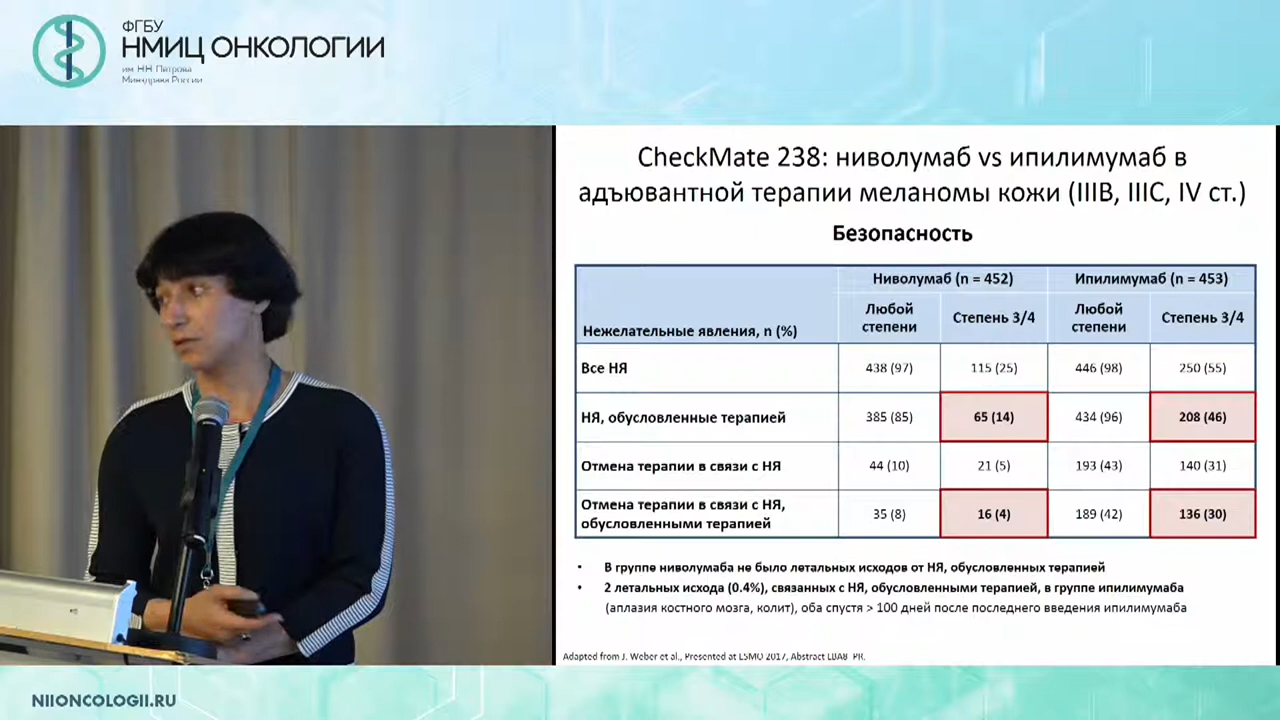 ФГБУ
НМИЦ ОНКОЛОГИИ
им НН Петрова
Минздрава России
CheckMate 238: ниволумаб vs ипилимумаб в
адъювантной терапии меланомы кожи (IIIB, IIIC, IV ст.)
Безопасность
Нежелательные явления, n (%)
Ниволумаб (n = 452) Ипилимумаб (n = 453)
Любой степени Степень 3/4 Любой степени Степень 3/4
Все НЯ 438 (97) 115 (25) 446 (98) 250 (55)
НЯ, обусловленные терапией 385 (85) 65 (14) 434 (96) 208 (46)
Отмена терапии в связи с НЯ 44 (10) 21 (5) 193 (43) 140 (31)
Отмена терапии в связи с НЯ,
обусловленными терапией 35 (8) 16 (4) 189 (42) 136 (30)
• В группе ниволумаба не было летальных исходов от НЯ, обусловленных терапией
• 2 летальных исхода (0.4%), связанных с НЯ, обусловленными терапией, в группе ипилимумаба
(аплазия костного мозга, колит), оба спустя > 100 дней после последнего введения ипилимумаба
Adapted from J. Weber et al., Presented at ESMO 2017, Abstract LBA8_PR.
NIIONCOLOGII.RU